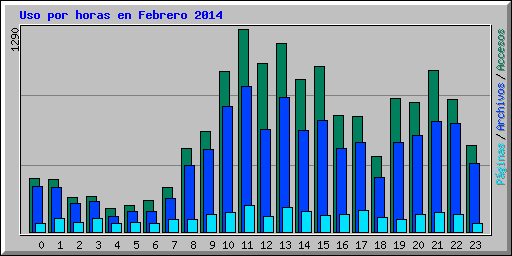 Uso por horas en Febrero 2014
1290
Páginas / Archivos / Accesos
0 1 2 3 4 5 6 7 8 9 10 11 12 13 14 15 16 17 18 19 20 21 22 23